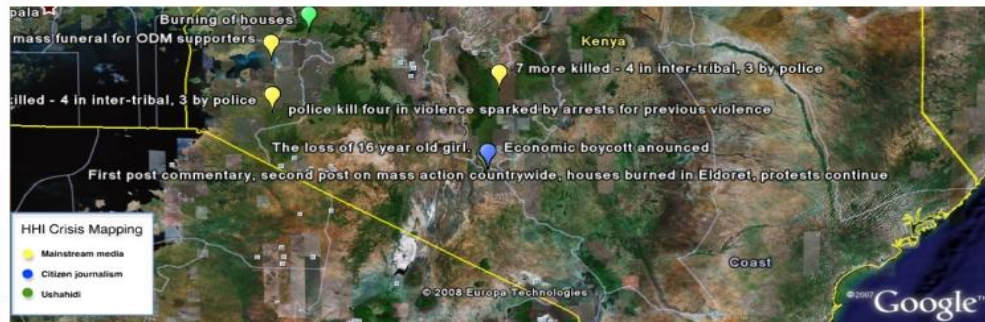 pala
Burning of houses
mass funeral for ODM supporters
Kenya
7 more killed - 4 in inter-tribal, 3 by police
killed - 4 in inter-tribal, 3 by police
police kill four in violence sparked by arrests for previous violence
The loss of 16 year old girl.
Economic boycott anounced
First post commentary, second post on mass action countrywide, houses burned in Eldoret, protests continue
HHI Crisis Mapping
Mainstream media
Citizen journalism
Ushahidi
Coast
© 2008 Europa Technologies
©2007 Google™